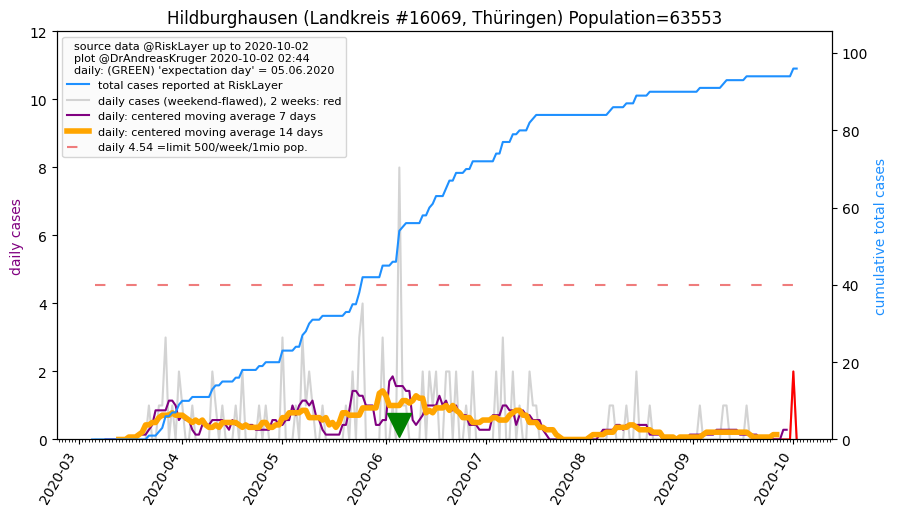 Hildburghausen (Landkreis #16069, Thüringen) Population=63553
source data @RiskLayer up to 2020-10-02
plot @DrAndreasKruger 2020-10-02 02:44
daily: (GREEN) 'expectation day' = 05.06.2020
total cases reported at RiskLayer
daily cases (weekend-flawed), 2 weeks: red
daily: centered moving average 7 days
daily: centered moving average 14 days
daily 4.54 =limit 500/week/1mio pop.
daily cases
12
10
8
6
4
2
0
cumulative total cases
100
80
60
40
20
0
2020-03
2020-04
2020-05
2020-06
2020-07
2020-08
2020-09
2020-10